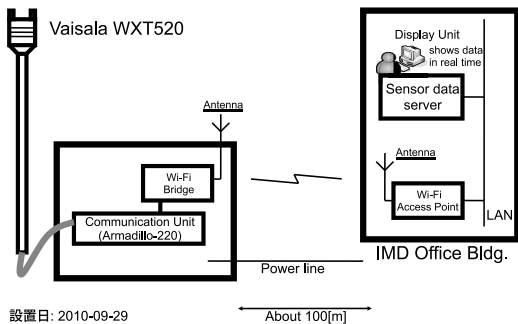 Vaisala WXT520
Display Unit
shows data
in real time
Sensor data
server
Antenna
Antenna
Wi-Fi
Bridge
Wi-Fi
Access Point
Communication Unit
(Armadillo-220)
LAN
IMD Office Bldg.
Power line
設置日: 2010-09-29
About 100[m]